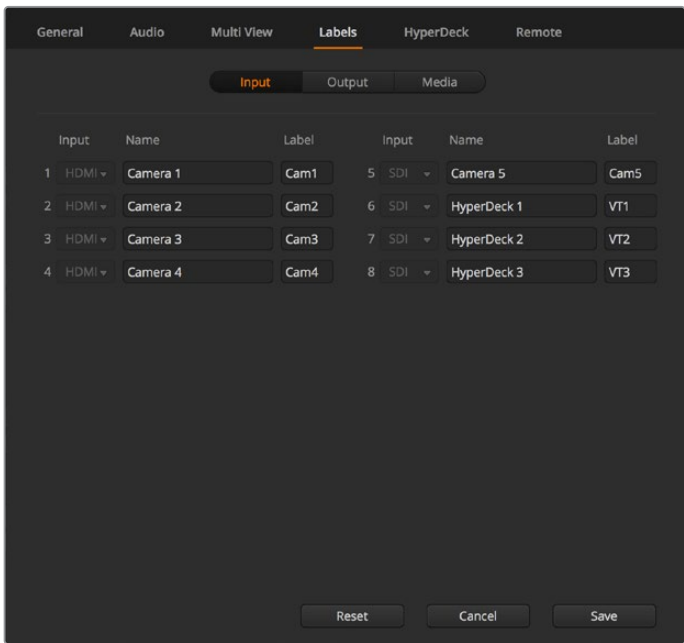 General Audio Multi View Labels HyperDeck Remote
Input Output Media
Input Name Label Input Name Label
1 HDMI Camera 1 Cam1 5 SDI Camera 5 Cam5
2 HDMI Camera 2 Cam2 6 SDI HyperDeck 1 VT1
3 HDMI Camera 3 Cam3 7 SDI HyperDeck 2 VT2
4 HDMI Camera 4 Cam4 8 SDI HyperDeck 3 VT3
Reset Cancel Save